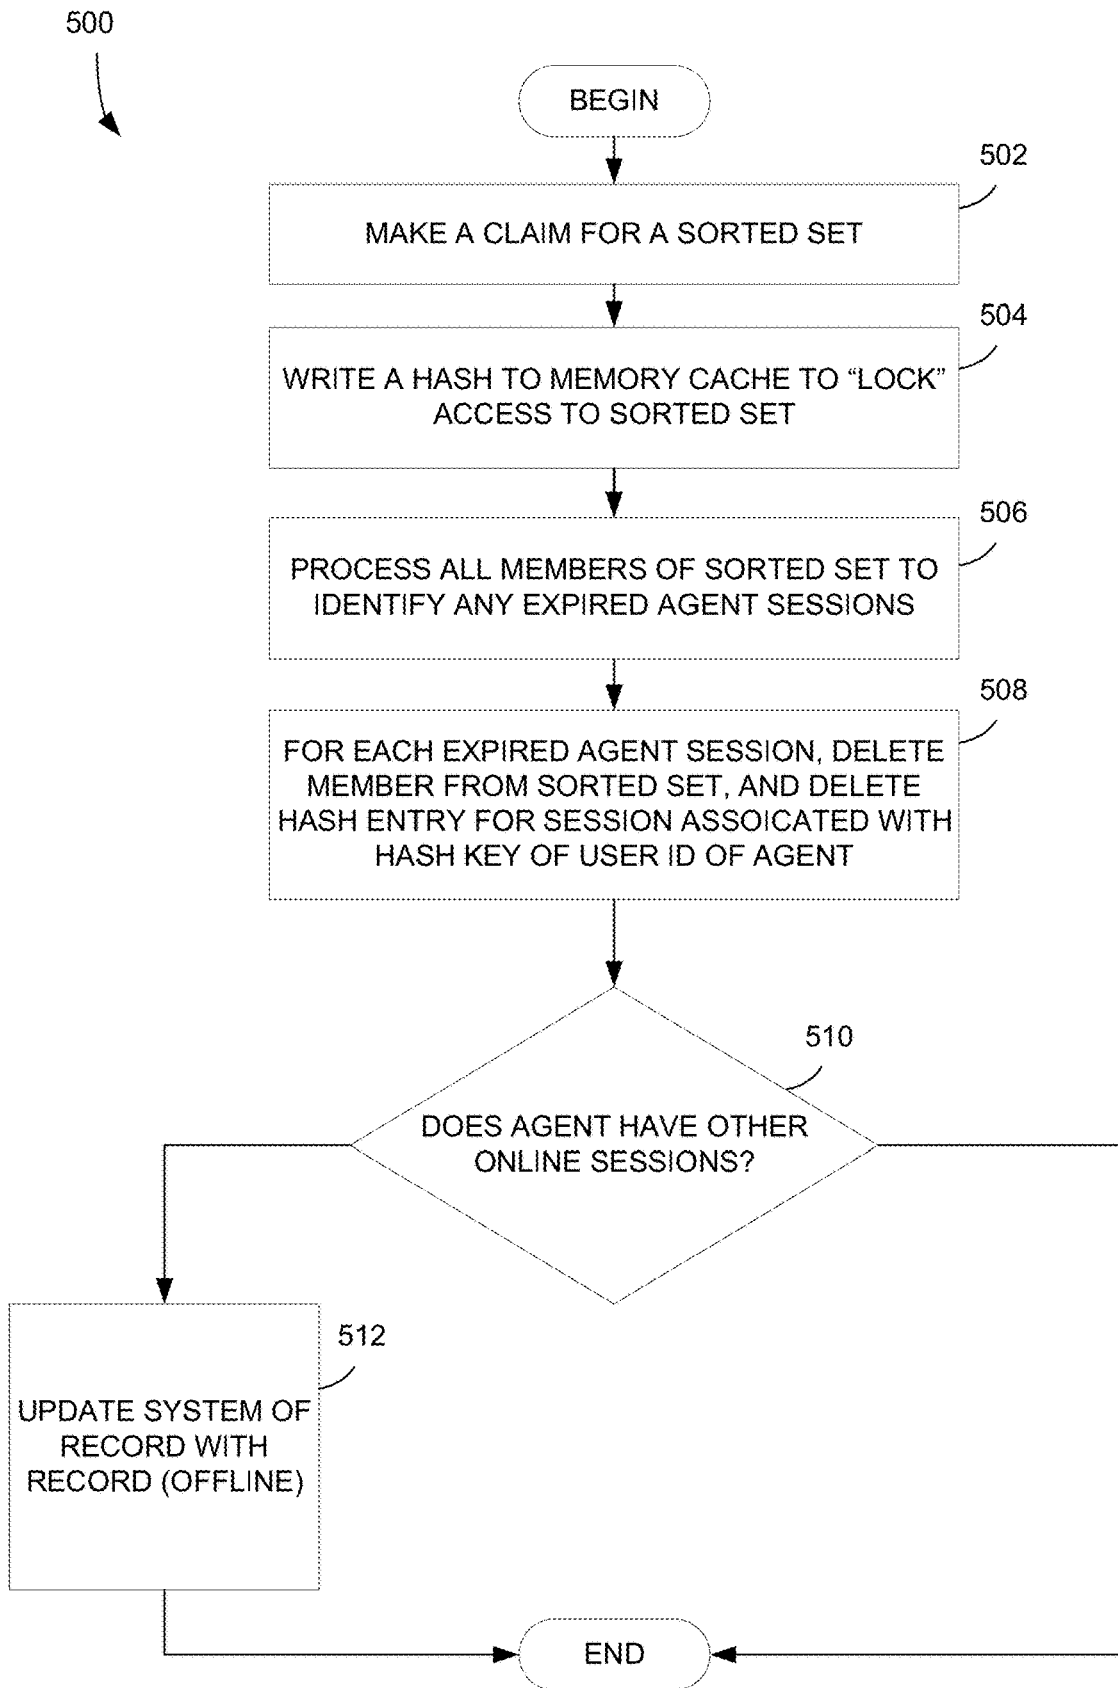 500
BEGIN
502
MAKE A CLAIM FOR A SORTED SET
504
WRITE A HASH TO MEMORY CACHE TO “LOCK”
ACCESS TO SORTED SET
506
PROCESS ALL MEMBERS OF SORTED SET TO
IDENTIFY ANY EXPIRED AGENT SESSIONS
508
FOR EACH EXPIRED AGENT SESSION, DELETE
MEMBER FROM SORTED SET, AND DELETE
HASH ENTRY FOR SESSION ASSOICATED WITH
HASH KEY OF USER ID OF AGENT
510
DOES AGENT HAVE OTHER
ONLINE SESSIONS?
512
UPDATE SYSTEM OF
RECORD WITH
RECORD (OFFLINE)
END